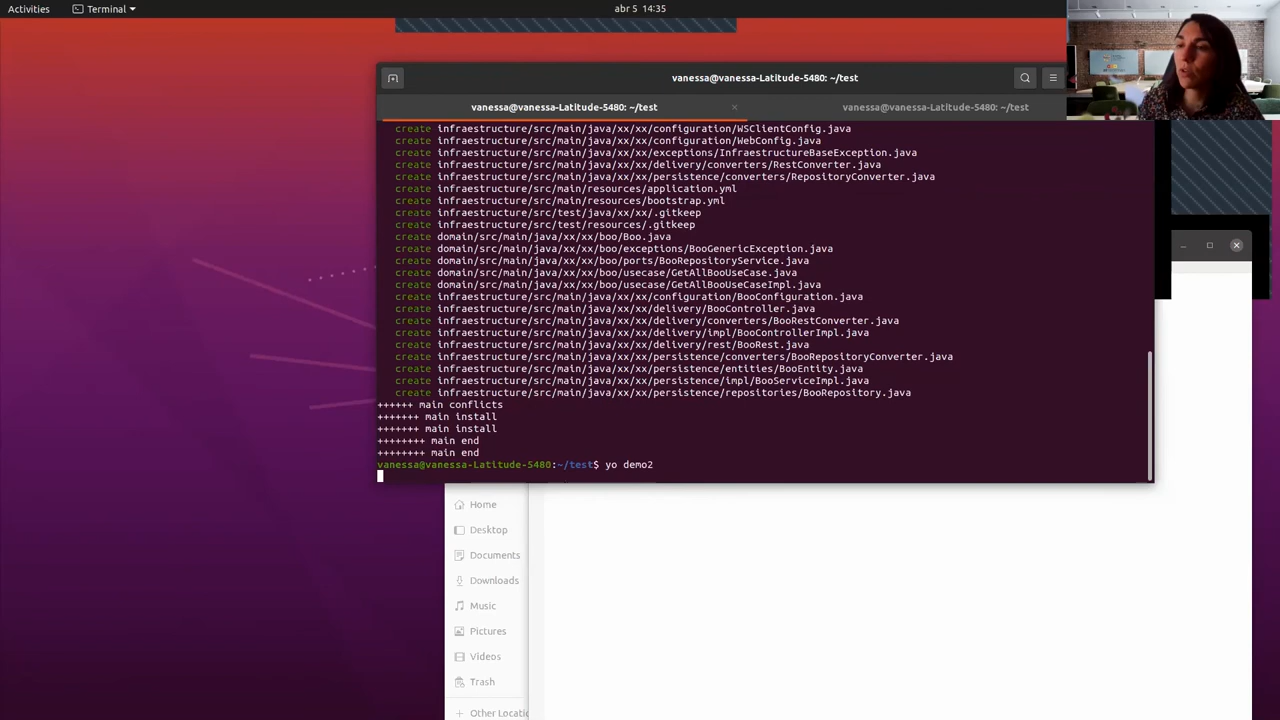 Activities
Terminal
abr 5 14:35
vanessa@vanessa-Latitude-5480: ~/test
vanessa@vanessa-Latitude-5480: ~/test
vanessa@vanessa-Latitude-5480: ~/test
create infraestructure/src/main/java/xx/xx/configuration/WSClientConfig.java
create infraestructure/src/main/java/xx/xx/configuration/WebConfig.java
create infraestructure/src/main/java/xx/xx/exceptions/InfraestructureBaseException.java
create infraestructure/src/main/java/xx/xx/delivery/converters/RestConverter.java
create infraestructure/src/main/java/xx/xx/persistence/converters/RepositoryConverter.java
create infraestructure/src/main/resources/application.yml
create infraestructure/src/main/resources/bootstrap.yml
create infraestructure/src/test/java/xx/xx/.gitkeep
create infraestructure/src/test/resources/.gitkeep
create domain/src/main/java/xx/xx/boo/Boo.java
create domain/src/main/java/xx/xx/boo/exceptions/BooGenericException.java
create domain/src/main/java/xx/xx/boo/ports/BooRepositoryService.java
create domain/src/main/java/xx/xx/boo/usecase/GetAllBooUseCase.java
create domain/src/main/java/xx/xx/boo/usecase/GetAllBooUseCaseImpl.java
create infraestructure/src/main/java/xx/xx/configuration/BooConfiguration.java
create infraestructure/src/main/java/xx/xx/delivery/BooController.java
create infraestructure/src/main/java/xx/xx/delivery/converters/BooRestConverter.java
create infraestructure/src/main/java/xx/xx/delivery/impl/BooControllerImpl.java
create infraestructure/src/main/java/xx/xx/delivery/rest/BooRest.java
create infraestructure/src/main/java/xx/xx/persistence/converters/BooRepositoryConverter.java
create infraestructure/src/main/java/xx/xx/persistence/entities/BooEntity.java
create infraestructure/src/main/java/xx/xx/persistence/impl/BooServiceImpl.java
create infraestructure/src/main/java/xx/xx/persistence/repositories/BooRepository.java
++++++ main conflicts
+++++++ main install
+++++++ main install
++++++++ main end
++++++++ main end
vanessa@vanessa-Latitude-5480:~/test$ yo demo2
Home
Desktop
Documents
Downloads
Music
Pictures
Videos
Trash
+ Other Locatio